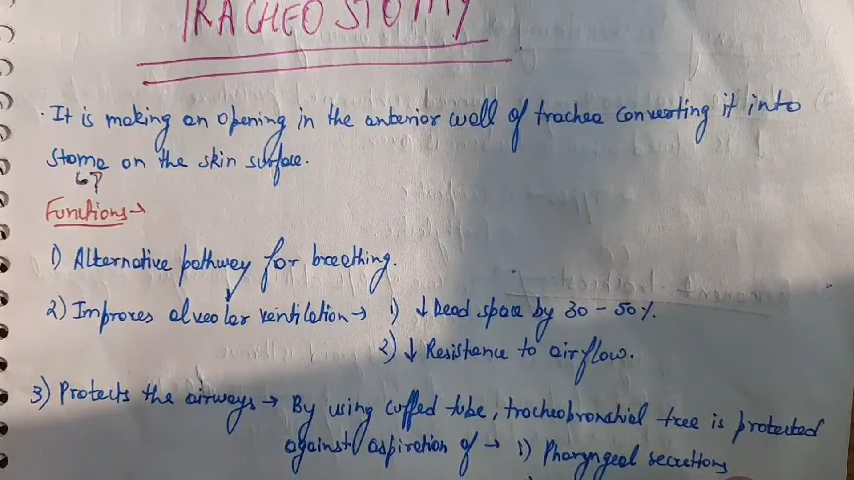 TRACHEOSTOMY
· It is making an opening in the anterior wall of trachea converting it into
stoma on the skin surface.
Functions→
1) Alternative pathway for breathing.
2) Improves alveolar ventilation→ 1) ↓ Dead space by 30-50%.
2) ↓ Resistance to airflow.
3) Protects the airways → By using cuffed tube, tracheobronchial tree is protected
against aspiration of → 1) Pharyngeal secretions